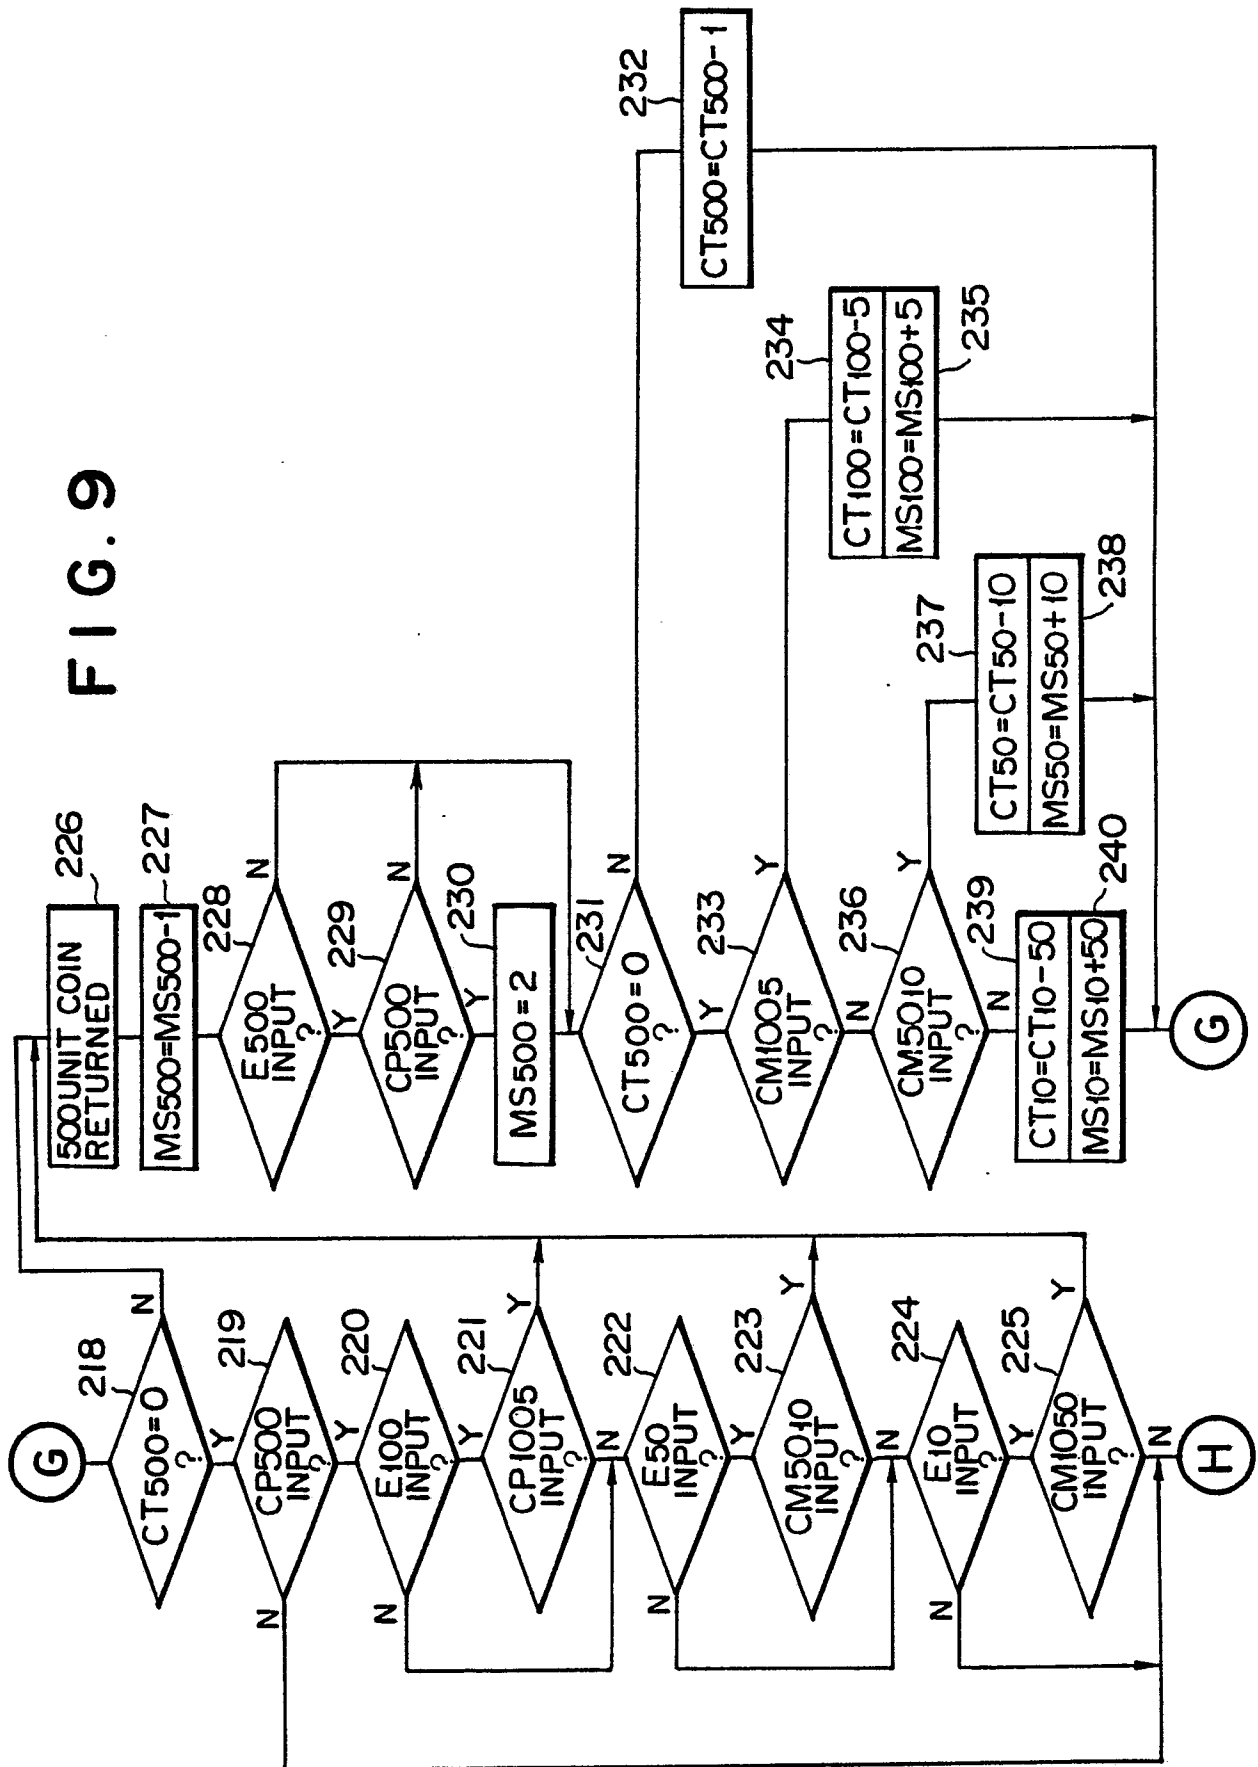 FIG. 9
G
218
CT500=0
?
N
Y
219
CP500
INPUT
?
N
Y
220
E100
INPUT
?
N
Y
221
CP1005
INPUT
?
Y
N
222
E50
INPUT
?
N
Y
223
CM5010
INPUT
?
Y
N
224
E10
INPUT
?
N
Y
225
CM1050
INPUT
?
Y
N
H
226
500UNIT COIN
RETURNED
227
MS500=MS500-1
228
E500
INPUT
?
N
Y
229
CP500
INPUT
?
N
Y
230
MS500=2
231
CT500=0
?
N
Y
232
CT500=CT500-1
233
CM1005
INPUT
?
Y
N
234
CT100=CT100-5
MS100=MS100+5
235
236
CM5010
INPUT
?
Y
N
237
CT50=CT50-10
MS50=MS50+10
238
239
CT10=CT10-50
MS10=MS10+50
240
G